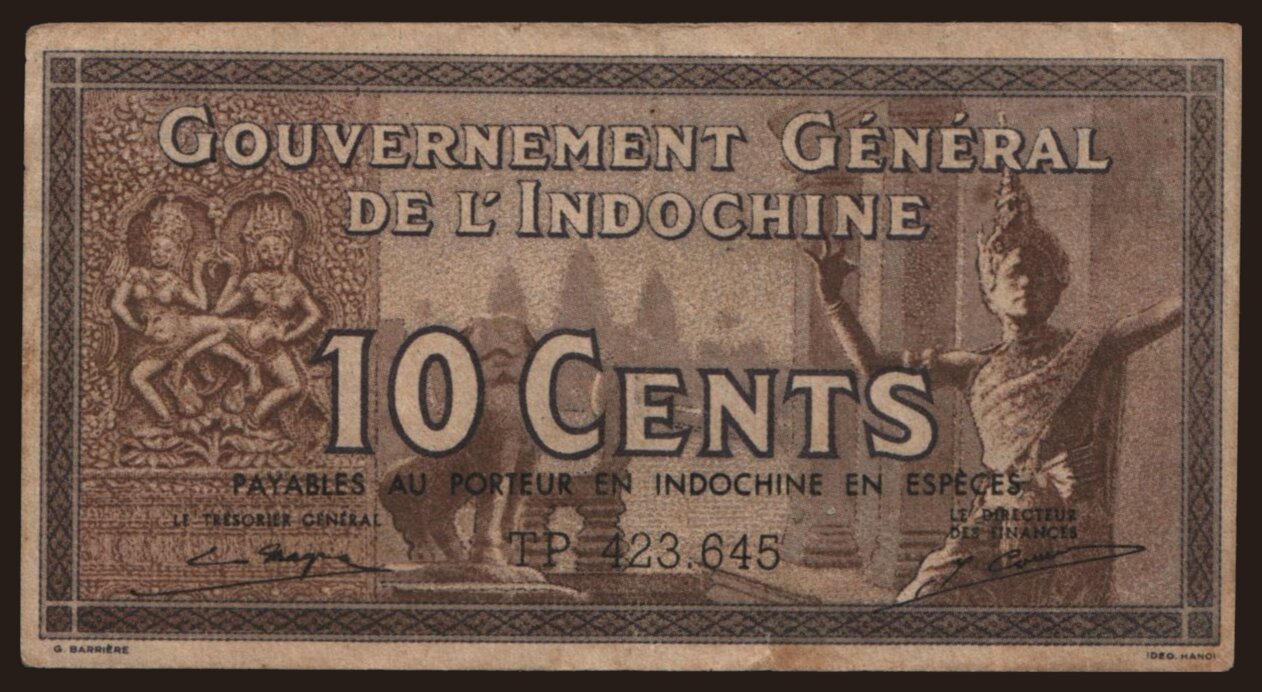 GOUVERNEMENT GÉNÉRAL
DE L'INDOCHINE
10 CENTS
PAYABLES AU PORTEUR EN INDOCHINE EN ESPÈCES
LE TRÉSORIER GÉNÉRAL
LE DIRECTEUR
DES FINANCES
TP 423.645
G. BARRIÈRE
IDEO. HANOI